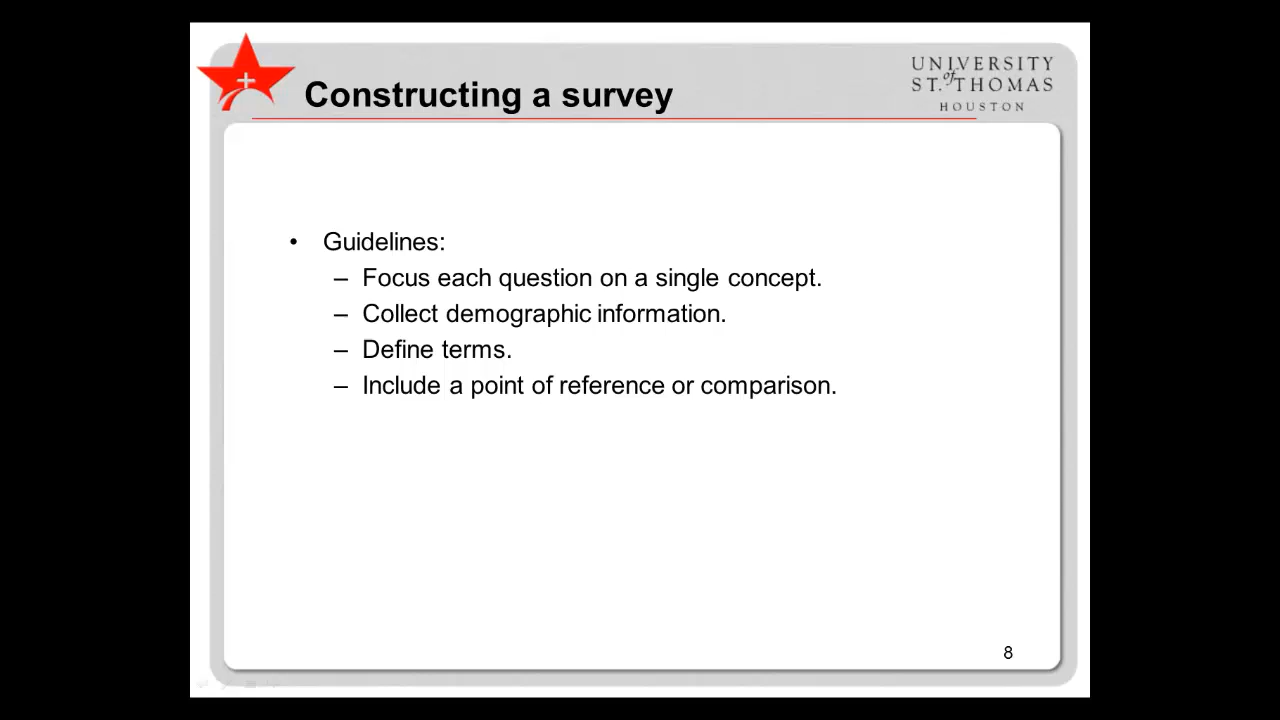 Constructing a survey
UNIVERSITY
of
ST. THOMAS
HOUSTON
• Guidelines:
– Focus each question on a single concept.
– Collect demographic information.
– Define terms.
– Include a point of reference or comparison.
8